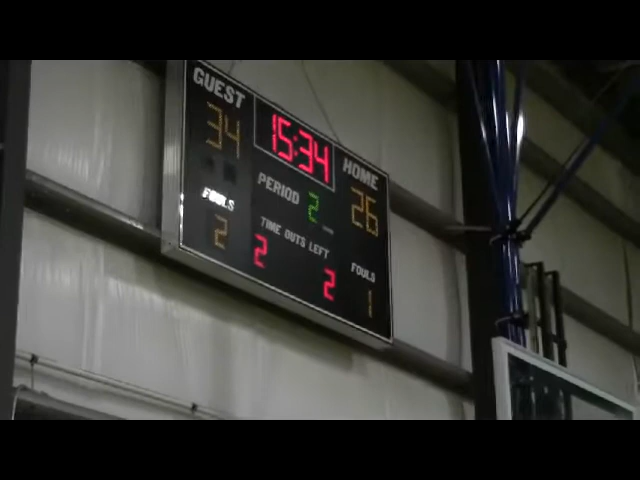 GUEST
34
15:34
HOME
26
PERIOD
2
FOULS
2
TIME OUTS LEFT
2
2
FOULS
1